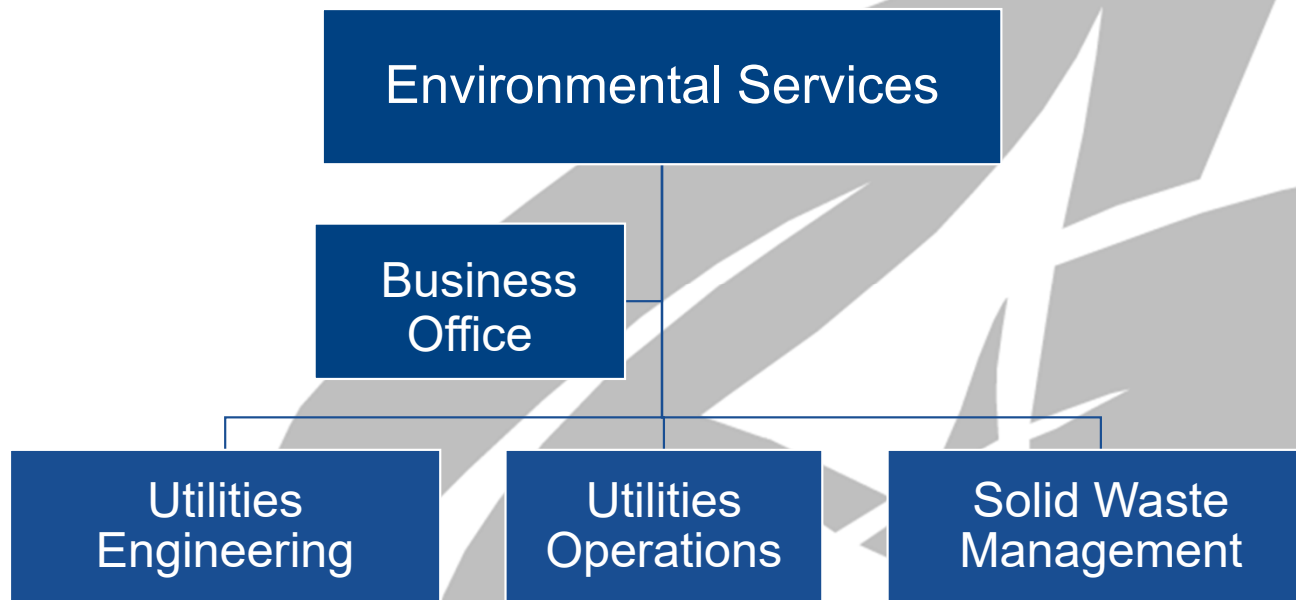 Environmental Services
Business
Office
Utilities
Engineering
Utilities
Operations
Solid Waste
Management